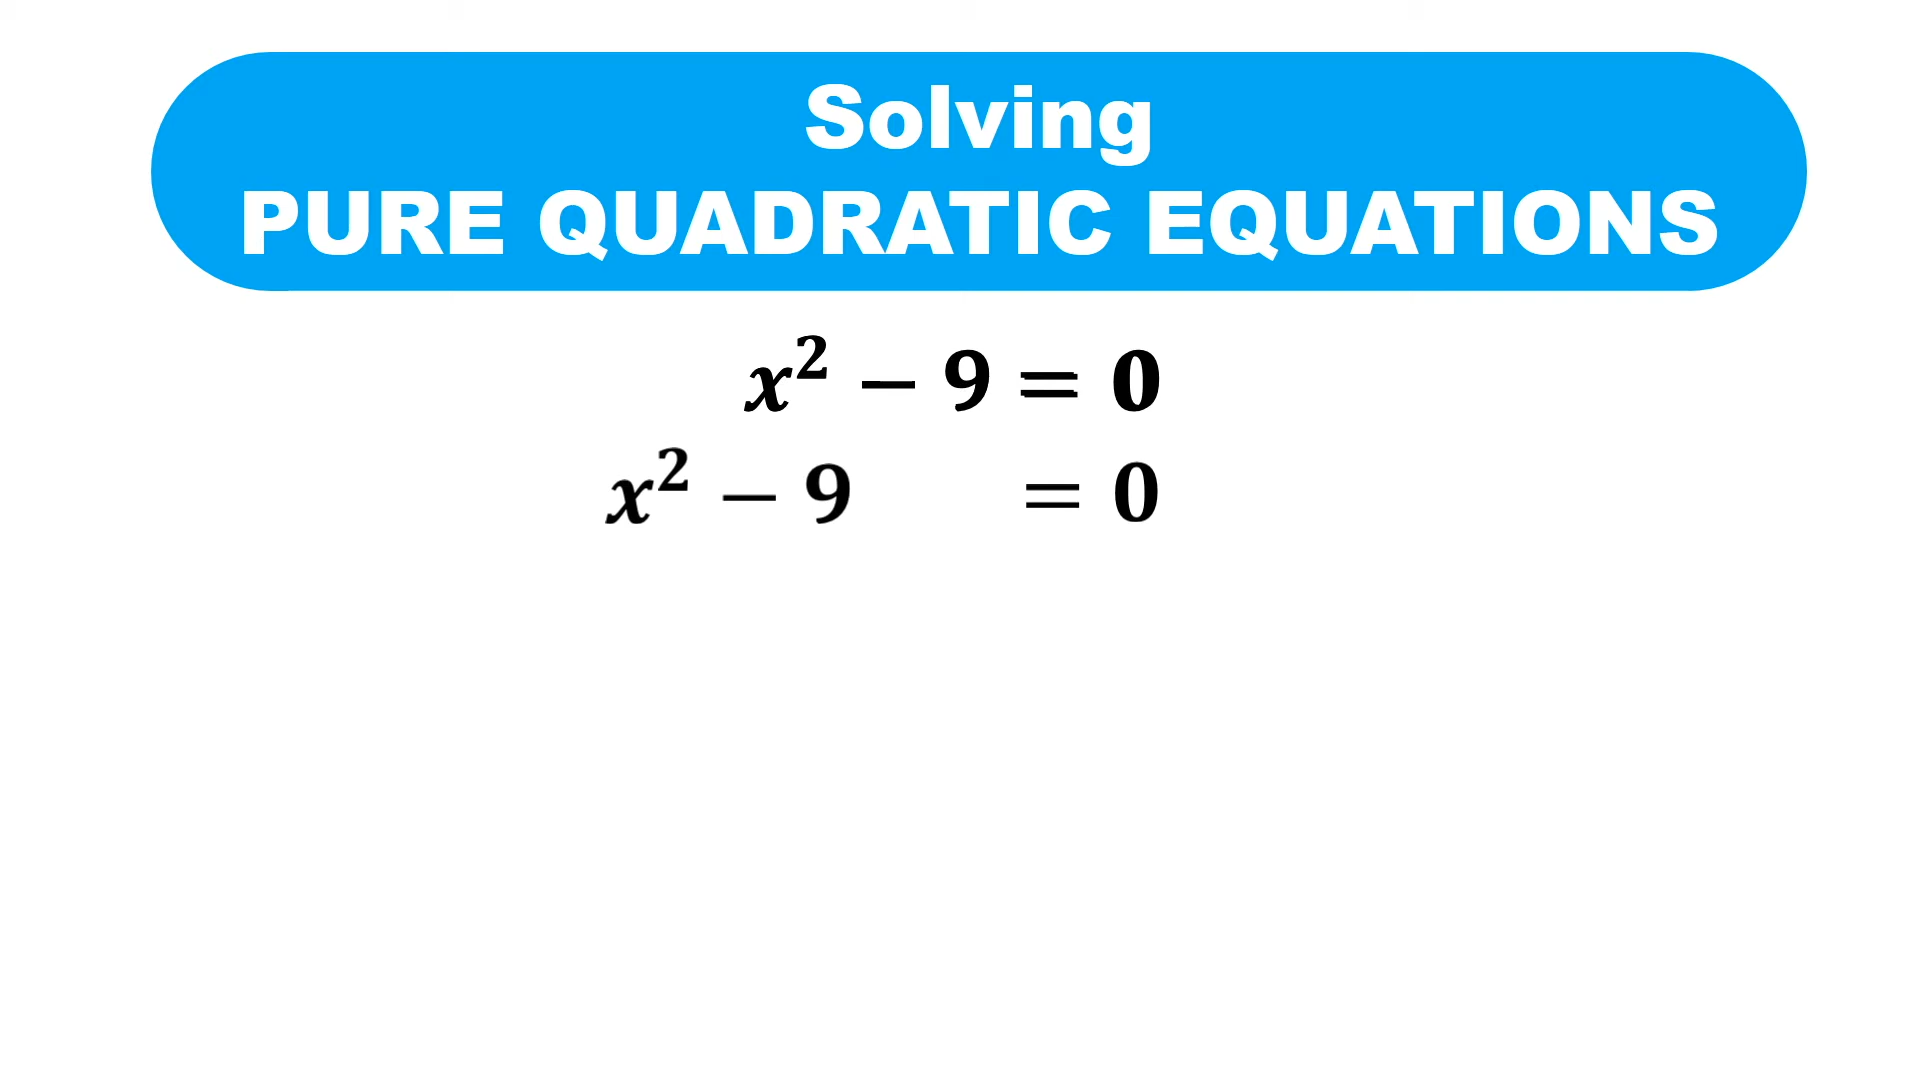 Solving
PURE QUADRATIC EQUATIONS
x² − 9 = 0
x² − 9 = 0